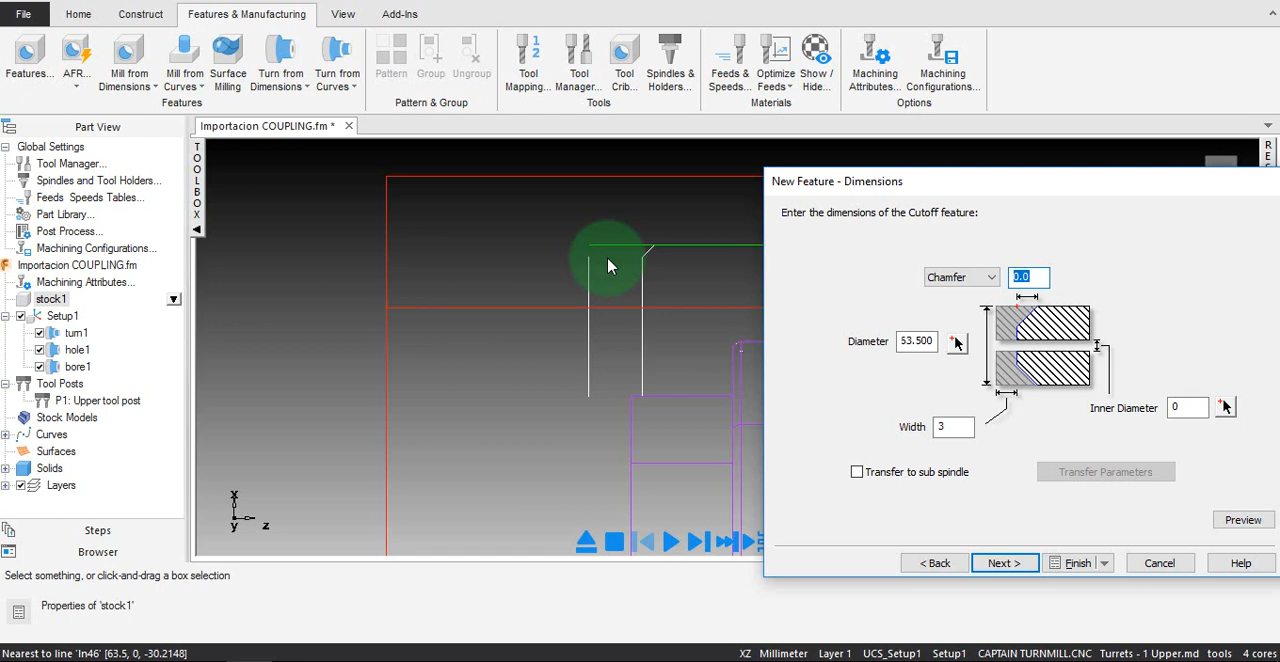 File
Home
Construct
Features & Manufacturing
View
Add-Ins
Features...
AFR...
Mill from Dimensions
Mill from Curves
Surface Milling
Turn from Dimensions
Turn from Curves
Pattern
Group
Ungroup
Tool Mapping...
Tool Manager...
Tool Crib...
Spindles & Holders...
Feeds & Speeds...
Optimize Feeds
Show / Hide...
Machining Attributes...
Machining Configurations...
Features
Pattern & Group
Tools
Materials
Options
Part View
Importacion COUPLING.fm *
Global Settings
Tool Manager...
Spindles and Tool Holders...
Feeds Speeds Tables...
Part Library...
Post Process...
Machining Configurations...
Importacion COUPLING.fm
Machining Attributes...
stock1
Setup1
turn1
hole1
bore1
Tool Posts
P1: Upper tool post
Stock Models
Curves
Surfaces
Solids
Layers
Steps
Browser
TOOLBOX
RES
x
y
z
New Feature - Dimensions
Enter the dimensions of the Cutoff feature:
Chamfer
0.0
Diameter
53.500
Inner Diameter
0
Width
3
Transfer to sub spindle
Transfer Parameters
Preview
< Back
Next >
Finish
Cancel
Help
Select something, or click-and-drag a box selection
Properties of 'stock1'
Nearest to line 'ln46' [63.5, 0, -30.2148]
XZ
Millimeter
Layer 1
UCS_Setup1
Setup1
CAPTAIN TURNMILL.CNC
Turrets - 1 Upper.md
tools
4 cores